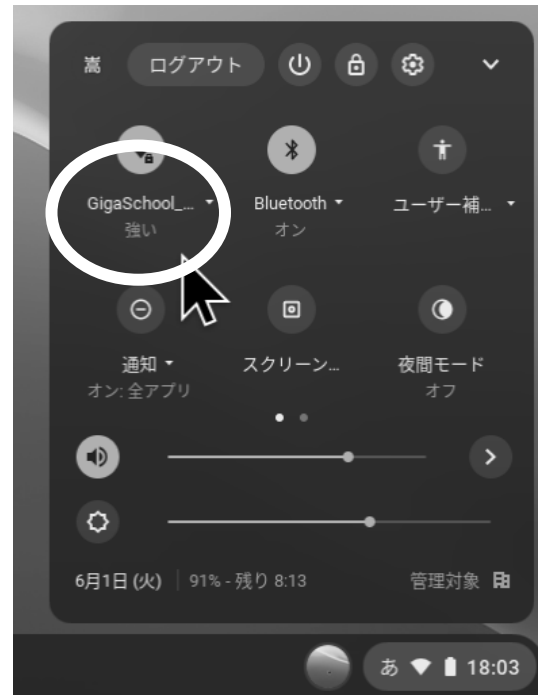 嵩 ログアウト
GigaSchool_... Bluetooth ユーザー補...
強い オン
通知 スクリーン... 夜間モード
オン: 全アプリ オフ
6月1日 (火) 91% - 残り 8:13 管理対象
あ 18:03